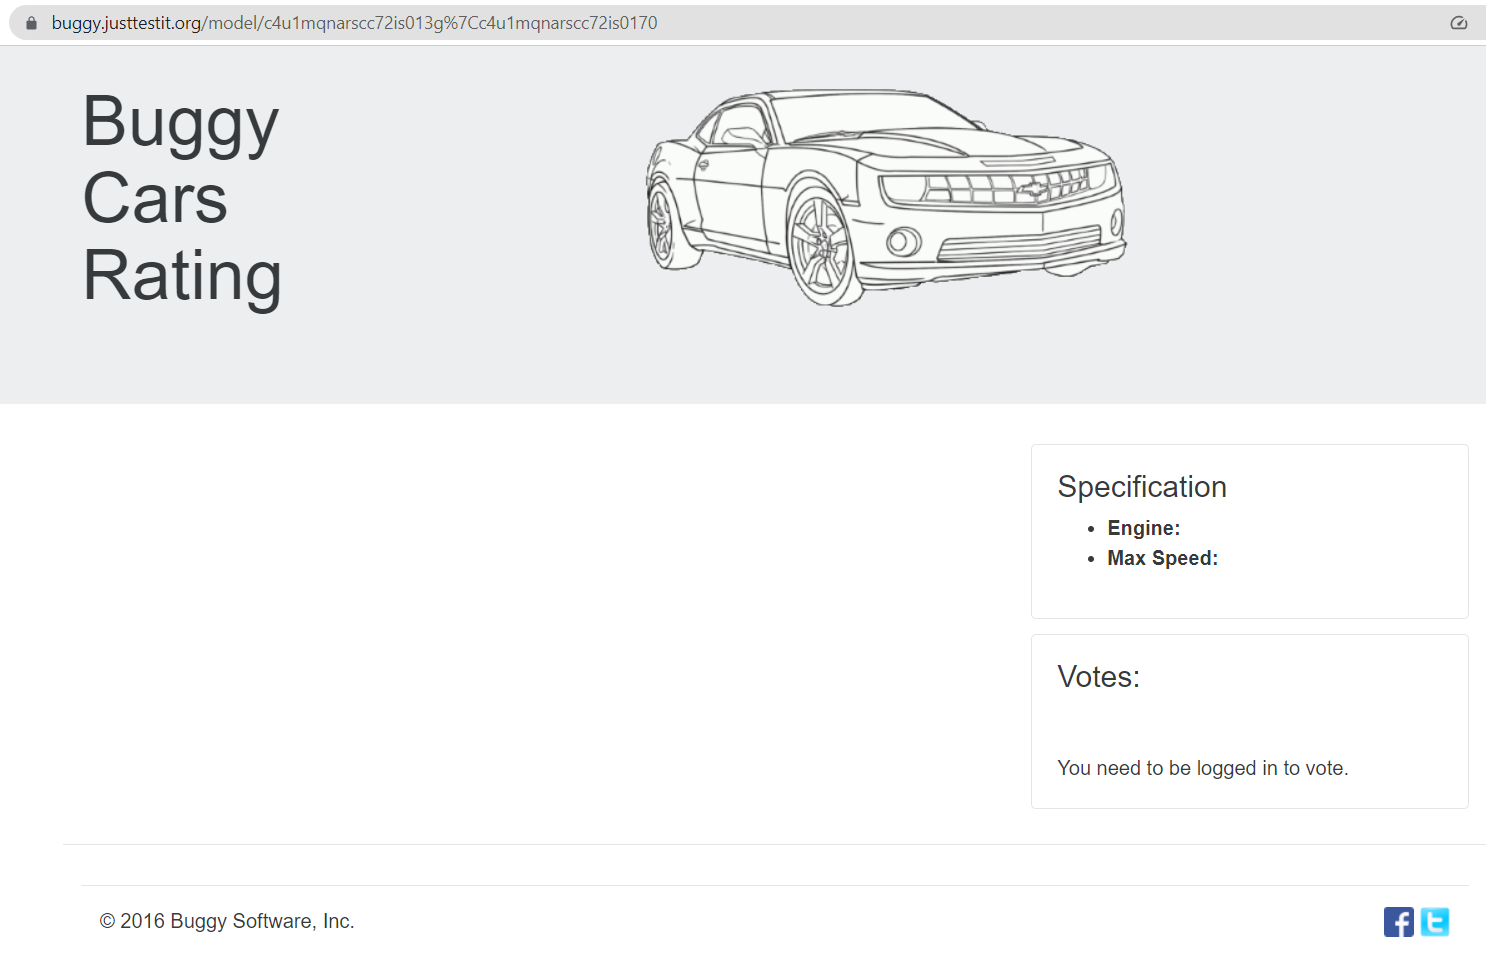 buggy.justtestit.org/model/c4u1mqnarscc72is013g%7Cc4u1mqnarscc72is0170
Buggy
Cars
Rating
Specification
Engine:
Max Speed:
Votes:
You need to be logged in to vote.
© 2016 Buggy Software, Inc.